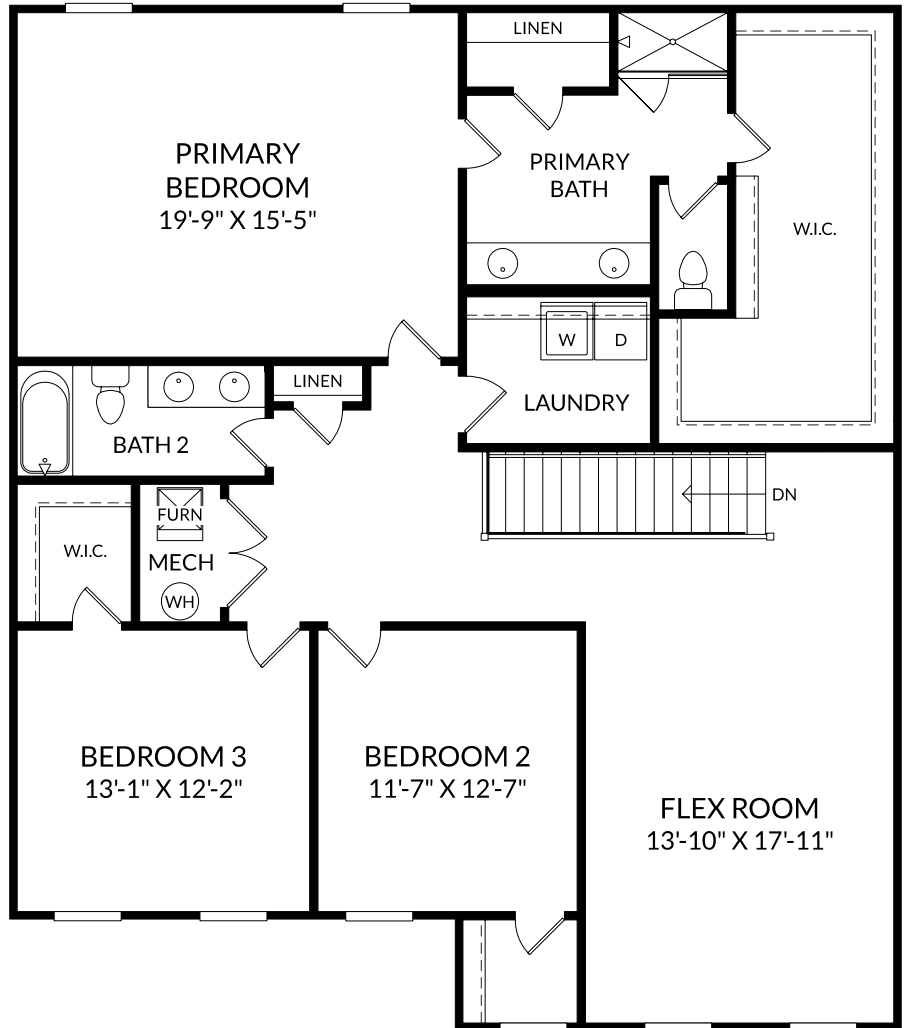 LINEN
PRIMARY
BEDROOM
19'-9" X 15'-5"
PRIMARY
BATH
W.I.C.
W
D
LINEN
LAUNDRY
BATH 2
DN
FURN
W.I.C.
MECH
WH
BEDROOM 3
13'-1" X 12'-2"
BEDROOM 2
11'-7" X 12'-7"
FLEX ROOM
13'-10" X 17'-11"